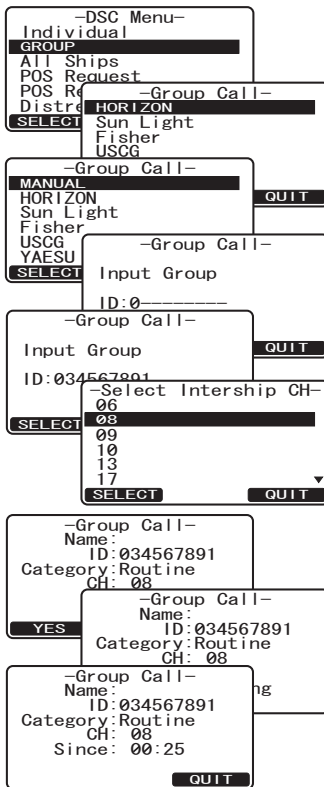 -DSC Menu-
Individual
GROUP
All Ships
POS Request
POS Re
Distre
SELECT
-Group Call-
HORIZON
Sun Light
Fisher
USCG
QUIT
-Group Call-
MANUAL
HORIZON
Sun Light
Fisher
USCG
YAESU
SELECT
-Group Call-
Input Group
ID:0--------
QUIT
-Group Call-
Input Group
ID:034567891
SELECT
-Select Intership CH-
06
08
09
10
13
17
SELECT QUIT
-Group Call-
Name:
ID:034567891
Category:Routine
CH: 08
YES
-Group Call-
Name:
ID:034567891
Category:Routine
CH: 08
ng
-Group Call-
Name:
ID:034567891
Category:Routine
CH: 08
Since: 00:25
QUIT